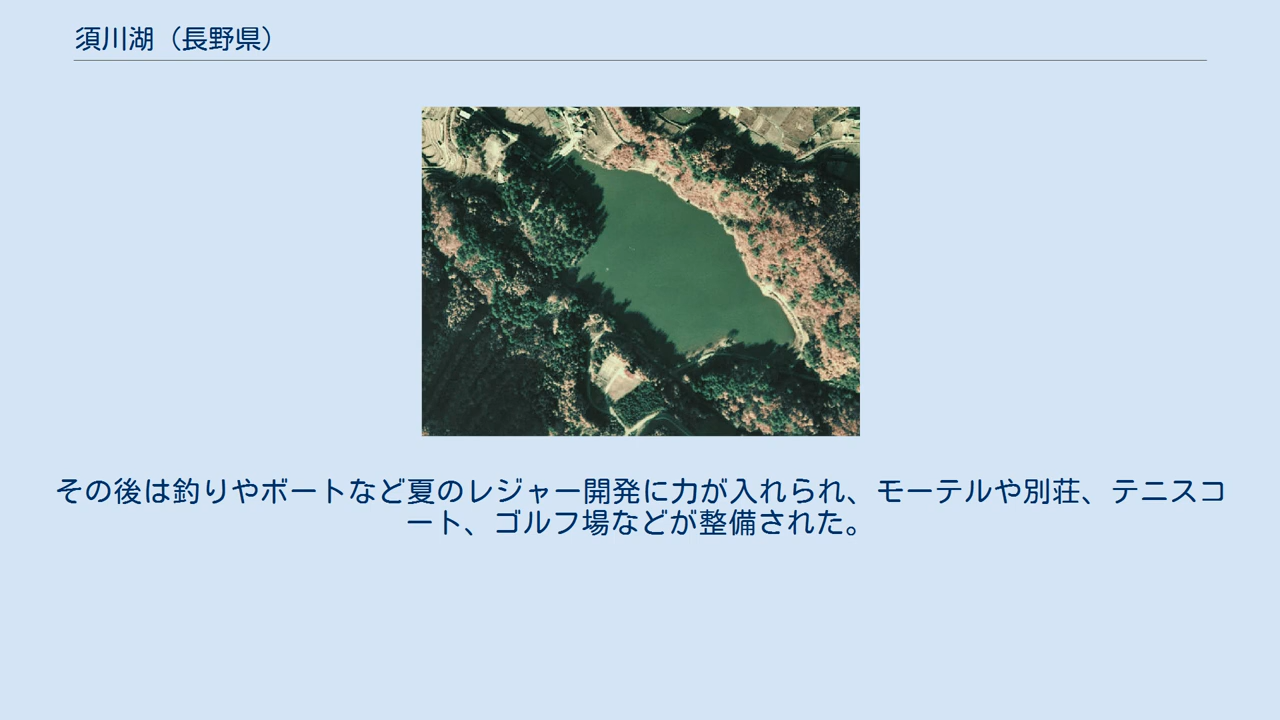 須川湖（長野県）
その後は釣りやボートなど夏のレジャー開発に力が入れられ、モーテルや別荘、テニスコ
ート、ゴルフ場などが整備された。